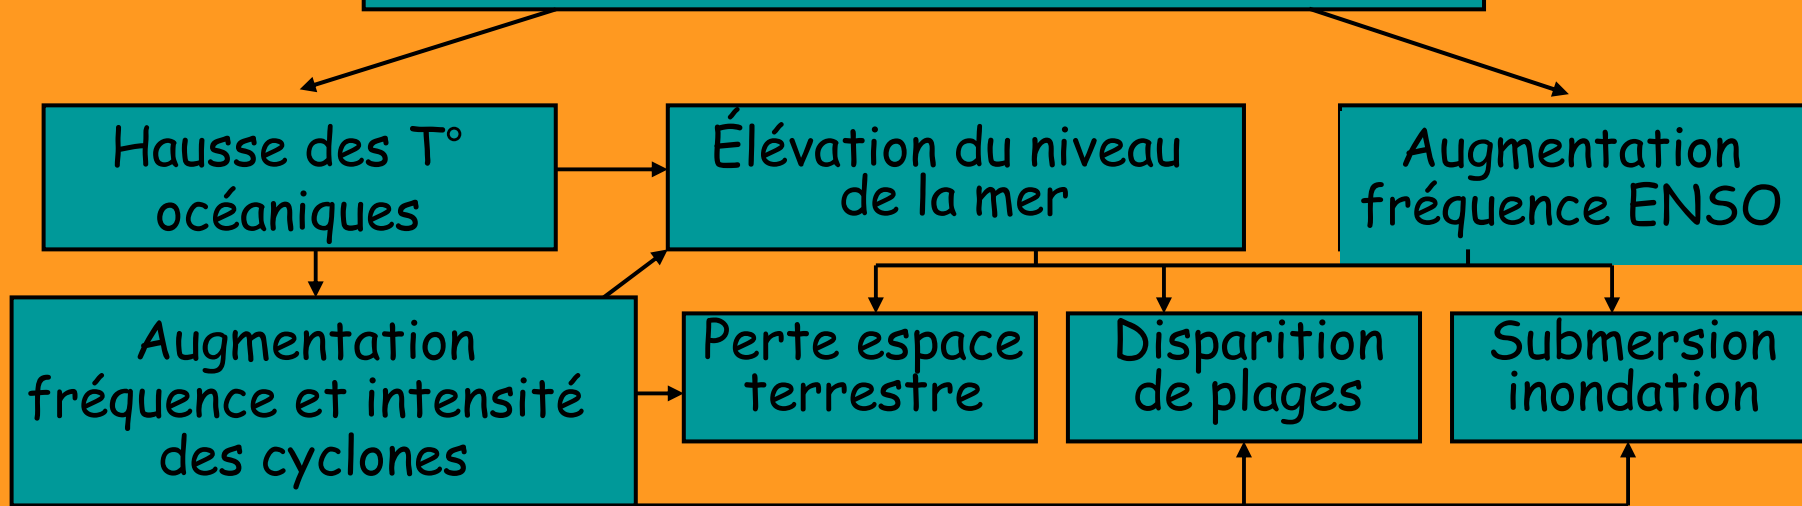 Hausse des T°
océaniques
Élévation du niveau
de la mer
Augmentation
fréquence ENSO
Augmentation
fréquence et intensité
des cyclones
Perte espace
terrestre
Disparition
de plages
Submersion
inondation